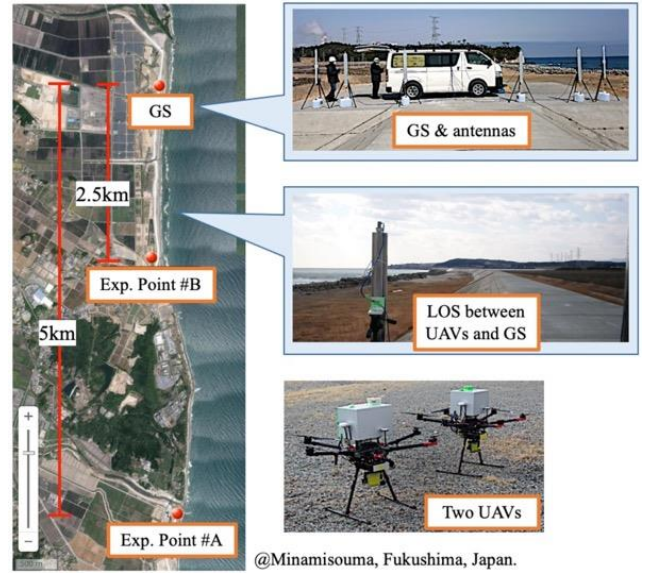 GS
2.5km
Exp. Point #B
5km
Exp. Point #A
+
−
500 m
GS & antennas
LOS between
UAVs and GS
Two UAVs
@Minamisouma, Fukushima, Japan.